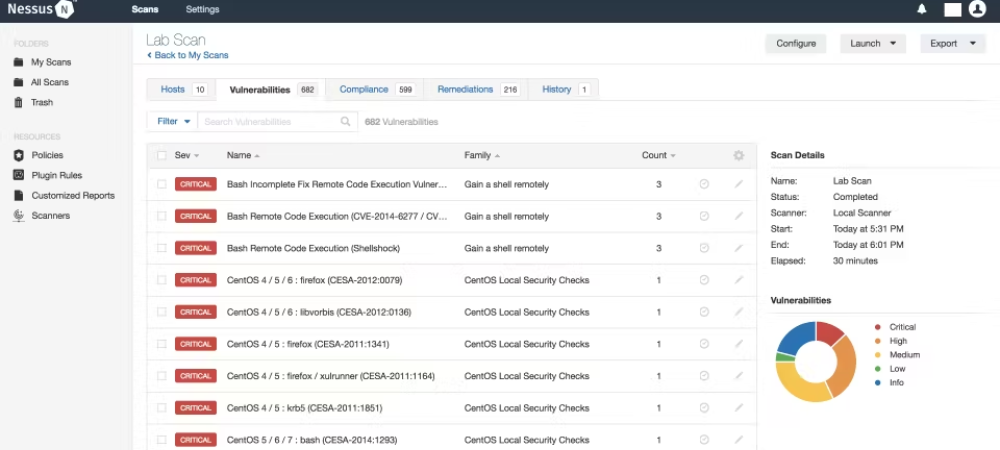 Nessus N Scans Settings
FOLDERS
My Scans
All Scans
Trash
RESOURCES
Policies
Plugin Rules
Customized Reports
Scanners
Lab Scan
Back to My Scans
Configure Launch Export
Hosts 10 Vulnerabilities 682 Compliance 599 Remediations 216 History 1
Filter Search Vulnerabilities 682 Vulnerabilities
Sev Name Family Count
CRITICAL Bash Incomplete Fix Remote Code Execution Vulner... Gain a shell remotely 3
CRITICAL Bash Remote Code Execution (CVE-2014-6277 / CV... Gain a shell remotely 3
CRITICAL Bash Remote Code Execution (Shellshock) Gain a shell remotely 3
CRITICAL CentOS 4 / 5 / 6 : firefox (CESA-2012:0079) CentOS Local Security Checks 1
CRITICAL CentOS 4 / 5 / 6 : libvorbis (CESA-2012:0136) CentOS Local Security Checks 1
CRITICAL CentOS 4 / 5 : firefox (CESA-2011:1341) CentOS Local Security Checks 1
CRITICAL CentOS 4 / 5 : firefox / xulrunner (CESA-2011:1164) CentOS Local Security Checks 1
CRITICAL CentOS 4 / 5 : krb5 (CESA-2011:1851) CentOS Local Security Checks 1
CRITICAL CentOS 5 / 6 / 7 : bash (CESA-2014:1293) CentOS Local Security Checks 1
Scan Details
Name: Lab Scan
Status: Completed
Scanner: Local Scanner
Start: Today at 5:31 PM
End: Today at 6:01 PM
Elapsed: 30 minutes
Vulnerabilities
Critical
High
Medium
Low
Info